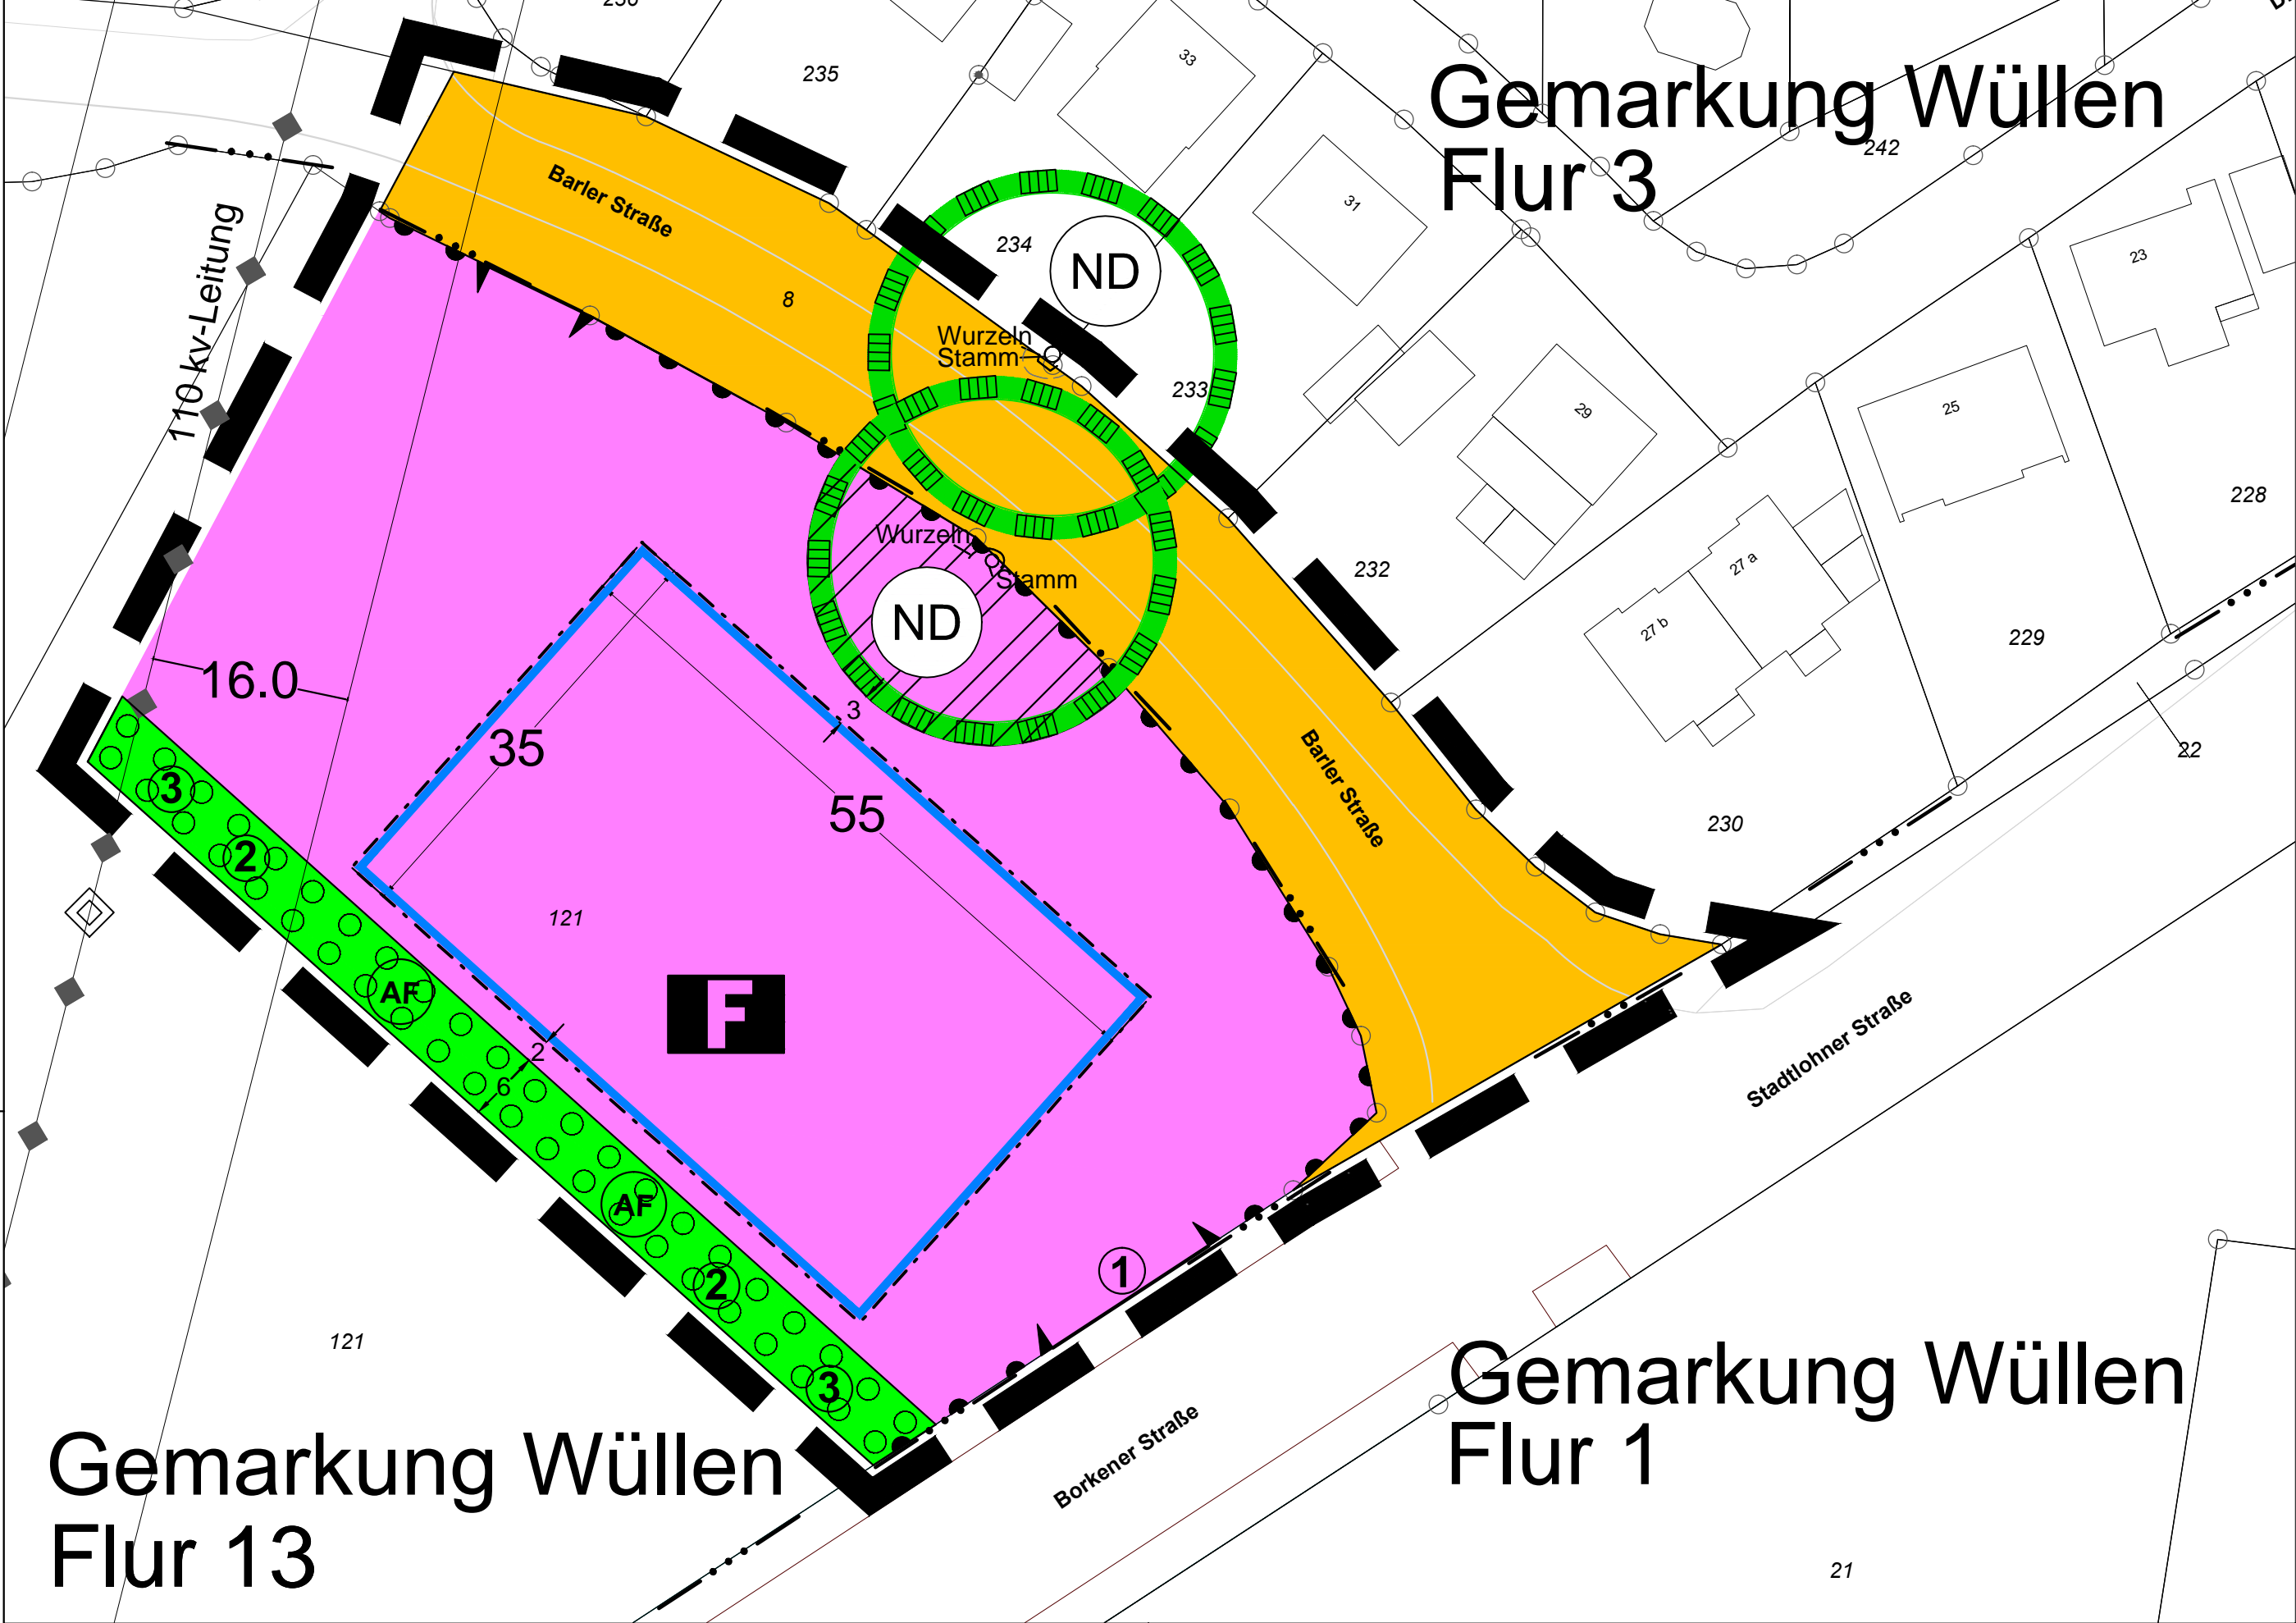 235
33
Gemarkung Wüllen
Flur 3
242
Barler Straße
31
234
ND
23
110 kv-Leitung
8
Wurzeln
Stamm
233
29
25
228
Wurzeln
Stamm
232
27 a
27 b
ND
229
16.0
3
35
22
55
Barler Straße
3
2
230
121
AF
F
Stadtlohner Straße
2
6
AF
1
2
121
3
Gemarkung Wüllen
Flur 1
Borkener Straße
Gemarkung Wüllen
Flur 13
21